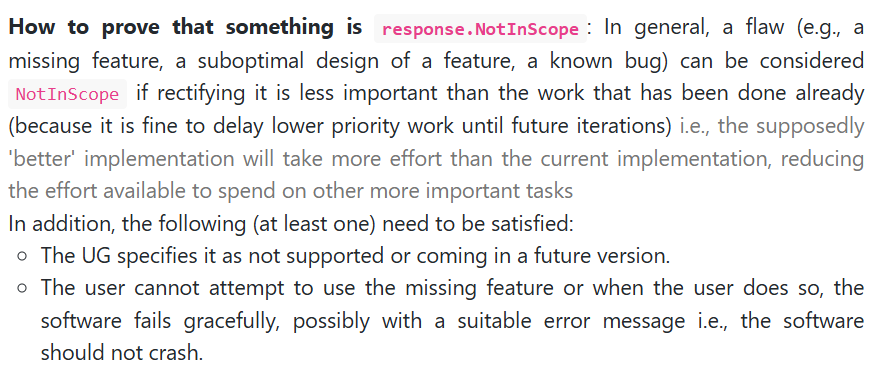 How to prove that something is response.NotInScope: In general, a flaw (e.g., a
missing feature, a suboptimal design of a feature, a known bug) can be considered
NotInScope if rectifying it is less important than the work that has been done already
(because it is fine to delay lower priority work until future iterations) i.e., the supposedly
'better' implementation will take more effort than the current implementation, reducing
the effort available to spend on other more important tasks
In addition, the following (at least one) need to be satisfied:
○ The UG specifies it as not supported or coming in a future version.
○ The user cannot attempt to use the missing feature or when the user does so, the
software fails gracefully, possibly with a suitable error message i.e., the software
should not crash.